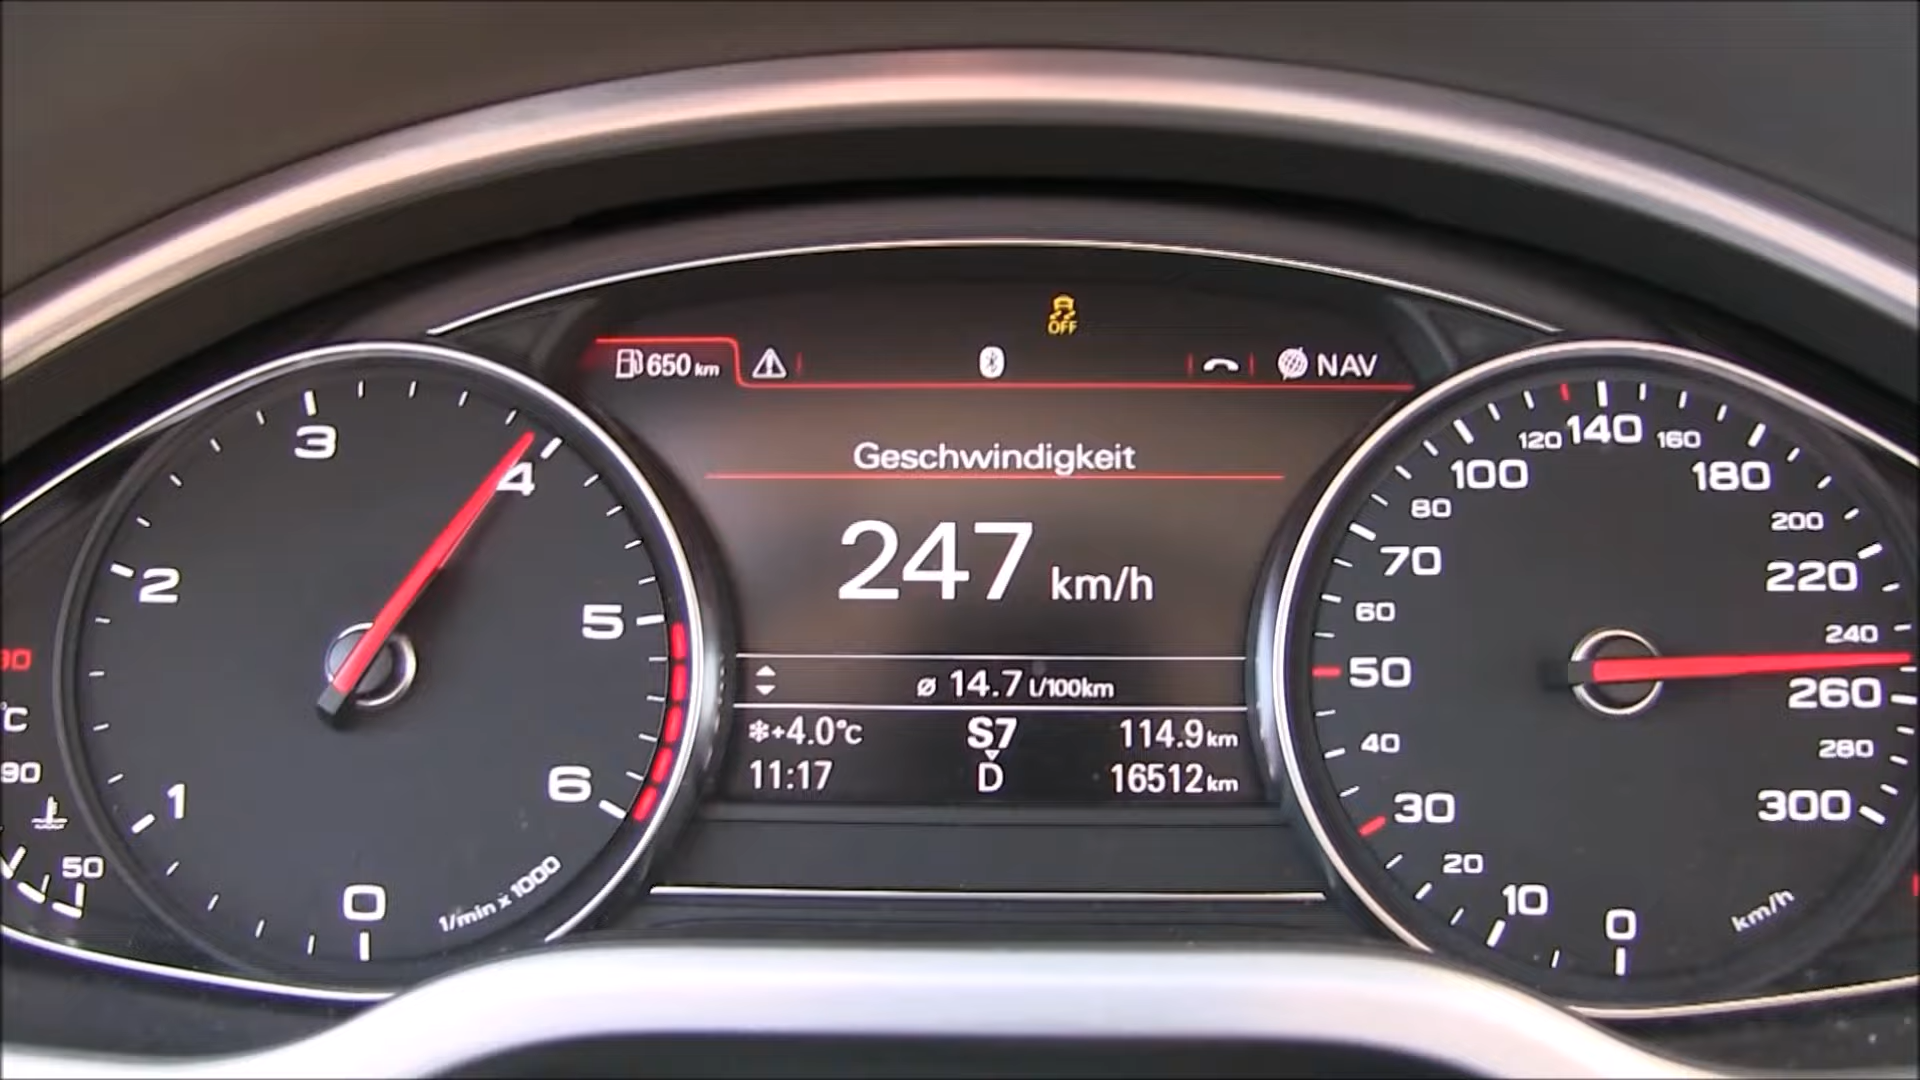 OFF
650 km
NAV
Geschwindigkeit
247 km/h
ø 14.7 l/100km
+4.0°C
S7
114.9 km
11:17
D
16512 km
0
1
2
3
4
5
6
1/min x 1000
90
°C
50
0
10
20
30
40
50
60
70
80
100
120
140
160
180
200
220
240
260
280
300
km/h